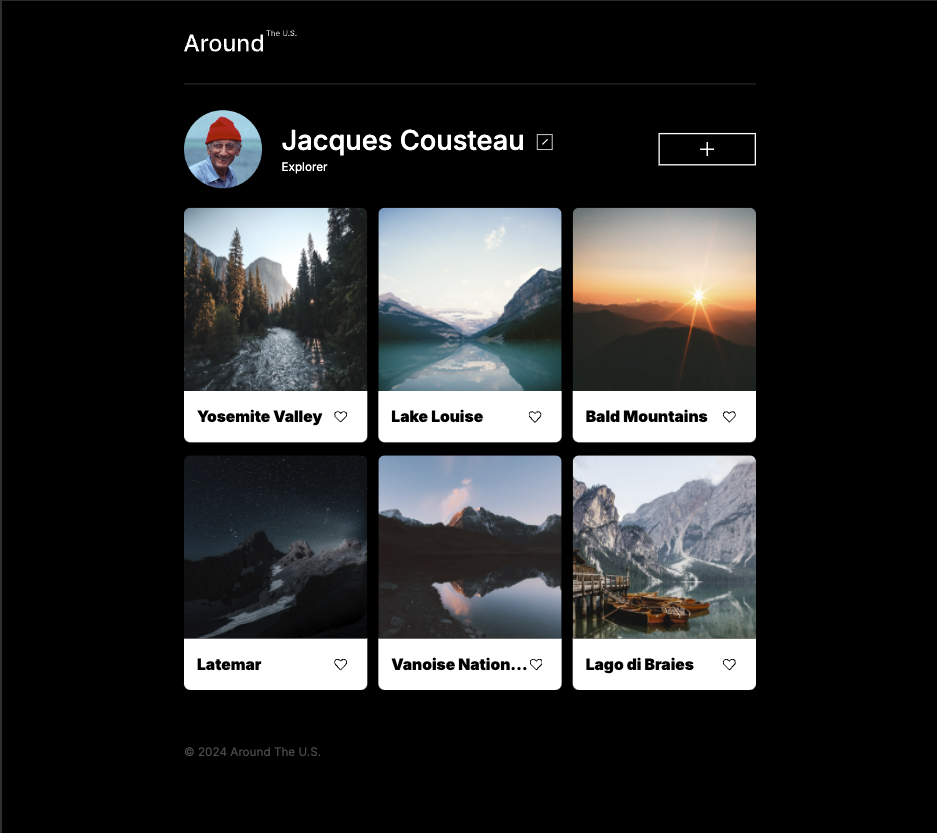 Around The U.S.
Jacques Cousteau
Explorer
Yosemite Valley
Lake Louise
Bald Mountains
Latemar
Vanoise Nation...
Lago di Braies
© 2024 Around The U.S.